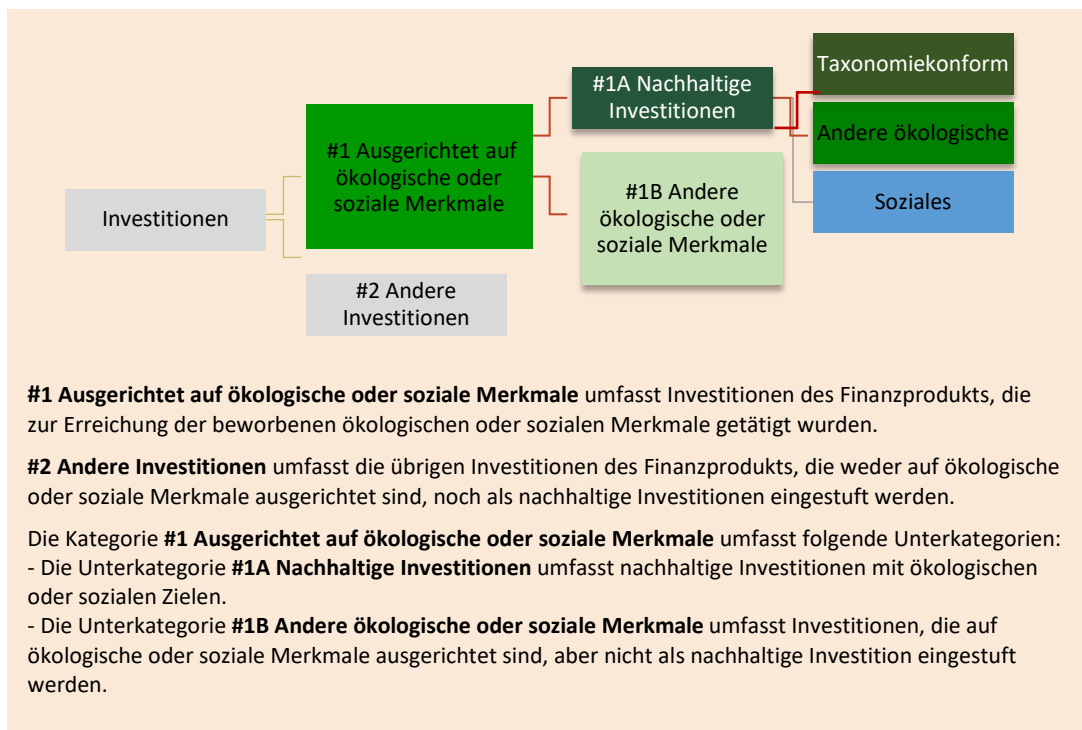 Investitionen
#1 Ausgerichtet auf
ökologische oder
soziale Merkmale
#2 Andere
Investitionen
#1A Nachhaltige
Investitionen
#1B Andere
ökologische oder
soziale Merkmale
Taxonomiekonform
Andere ökologische
Soziales
#1 Ausgerichtet auf ökologische oder soziale Merkmale umfasst Investitionen des Finanzprodukts, die
zur Erreichung der beworbenen ökologischen oder sozialen Merkmale getätigt wurden.
#2 Andere Investitionen umfasst die übrigen Investitionen des Finanzprodukts, die weder auf ökologische
oder soziale Merkmale ausgerichtet sind, noch als nachhaltige Investitionen eingestuft werden.
Die Kategorie #1 Ausgerichtet auf ökologische oder soziale Merkmale umfasst folgende Unterkategorien:
- Die Unterkategorie #1A Nachhaltige Investitionen umfasst nachhaltige Investitionen mit ökologischen
oder sozialen Zielen.
- Die Unterkategorie #1B Andere ökologische oder soziale Merkmale umfasst Investitionen, die auf
ökologische oder soziale Merkmale ausgerichtet sind, aber nicht als nachhaltige Investition eingestuft
werden.